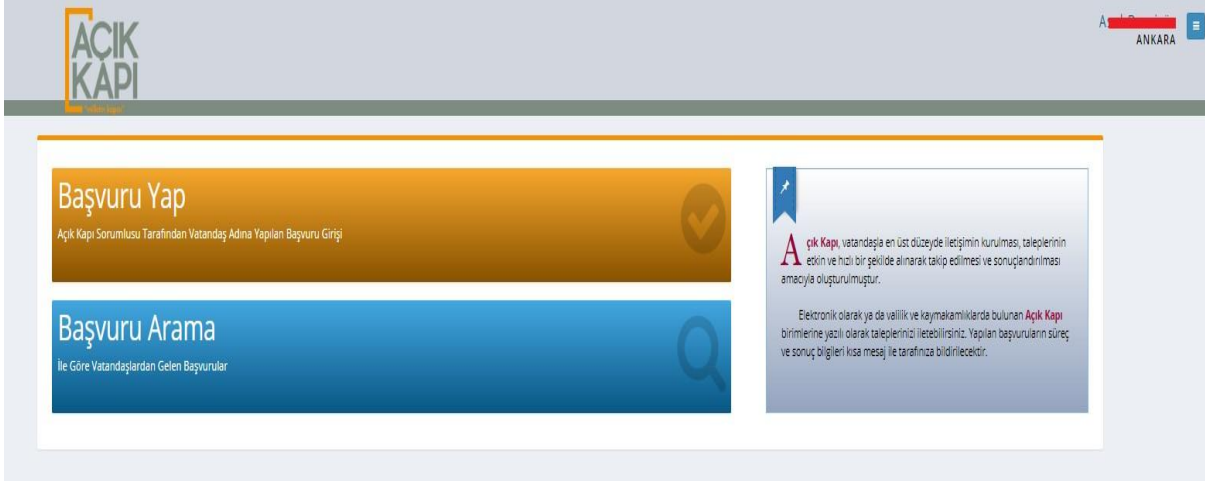 AÇIK
KAPI
"valinin kapısı"
ANKARA
Başvuru Yap
Açık Kapı Sorumlusu Tarafından Vatandaş Adına Yapılan Başvuru Girişi
Başvuru Arama
İle Göre Vatandaşlardan Gelen Başvurular
Açık Kapı, vatandaşla en üst düzeyde iletişimin kurulması, taleplerinin
etkin ve hızlı bir şekilde alınarak takip edilmesi ve sonuçlandırılması
amacıyla oluşturulmuştur.
Elektronik olarak ya da valilik ve kaymakamlıklarda bulunan Açık Kapı
birimlerine yazılı olarak taleplerinizi iletebilirsiniz. Yapılan başvuruların süreç
ve sonuç bilgileri kısa mesaj ile tarafınıza bildirilecektir.